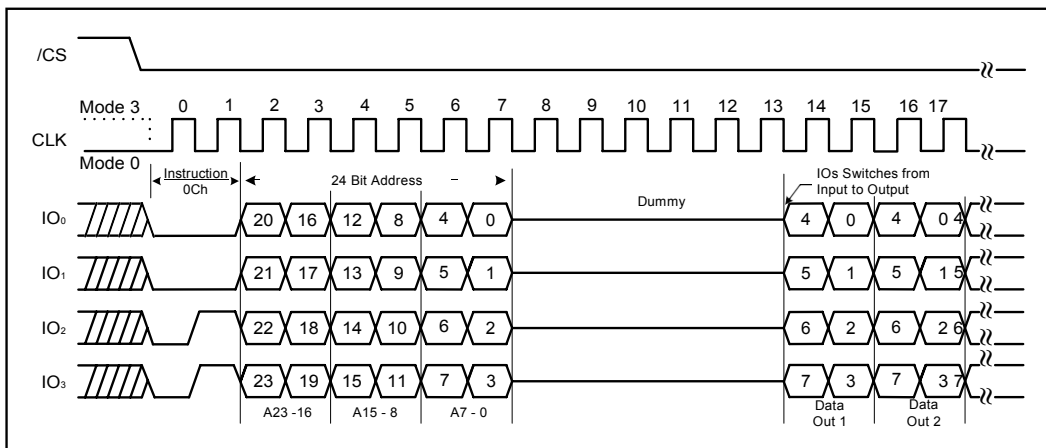 /CS
Mode 3 0 1 2 3 4 5 6 7 8 9 10 11 12 13 14 15 16 17
CLK
Mode 0
Instruction
0Ch
24 Bit Address
IOs Switches from
Input to Output
Dummy
IO0 20 16 12 8 4 0 4 0 4 0 4
IO1 21 17 13 9 5 1 5 1 5 1 5
IO2 22 18 14 10 6 2 6 2 6 2 6
IO3 23 19 15 11 7 3 7 3 7 3 7
A23 -16 A15 - 8 A7 - 0
Data
Out 1
Data
Out 2